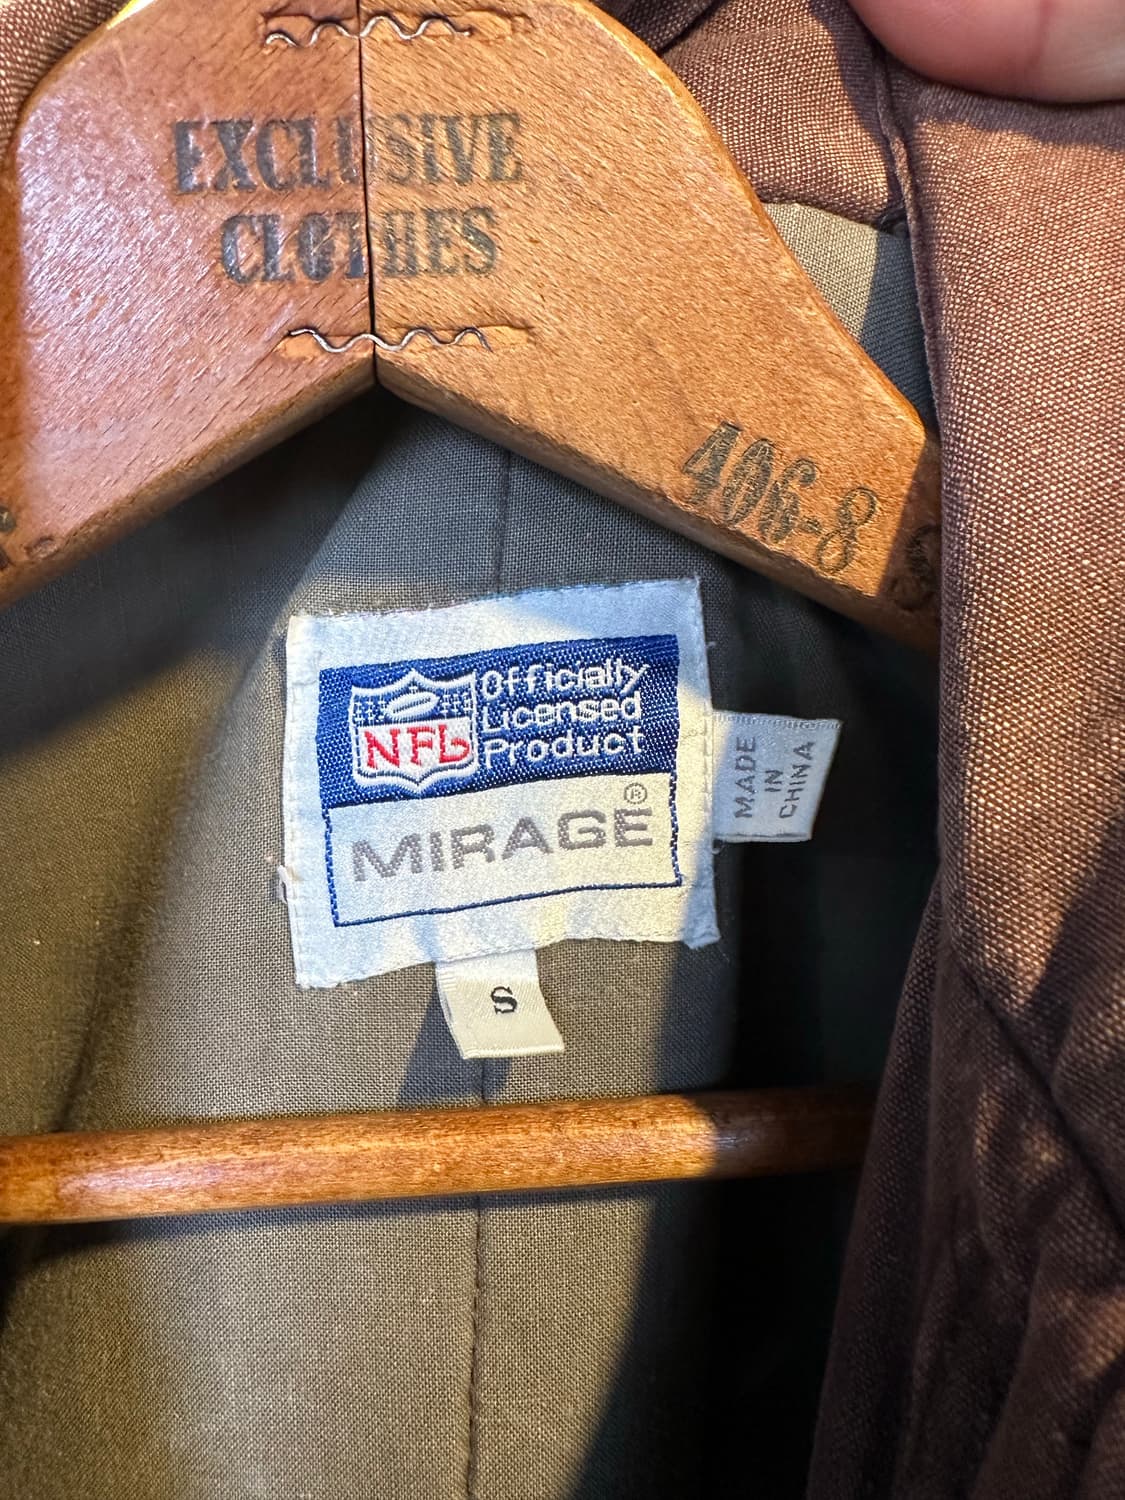 EXCLUSIVE
CLOTHES
406-8
NFL
Officially
Licensed
Product
MIRAGE®
MADE
IN
CHINA
S